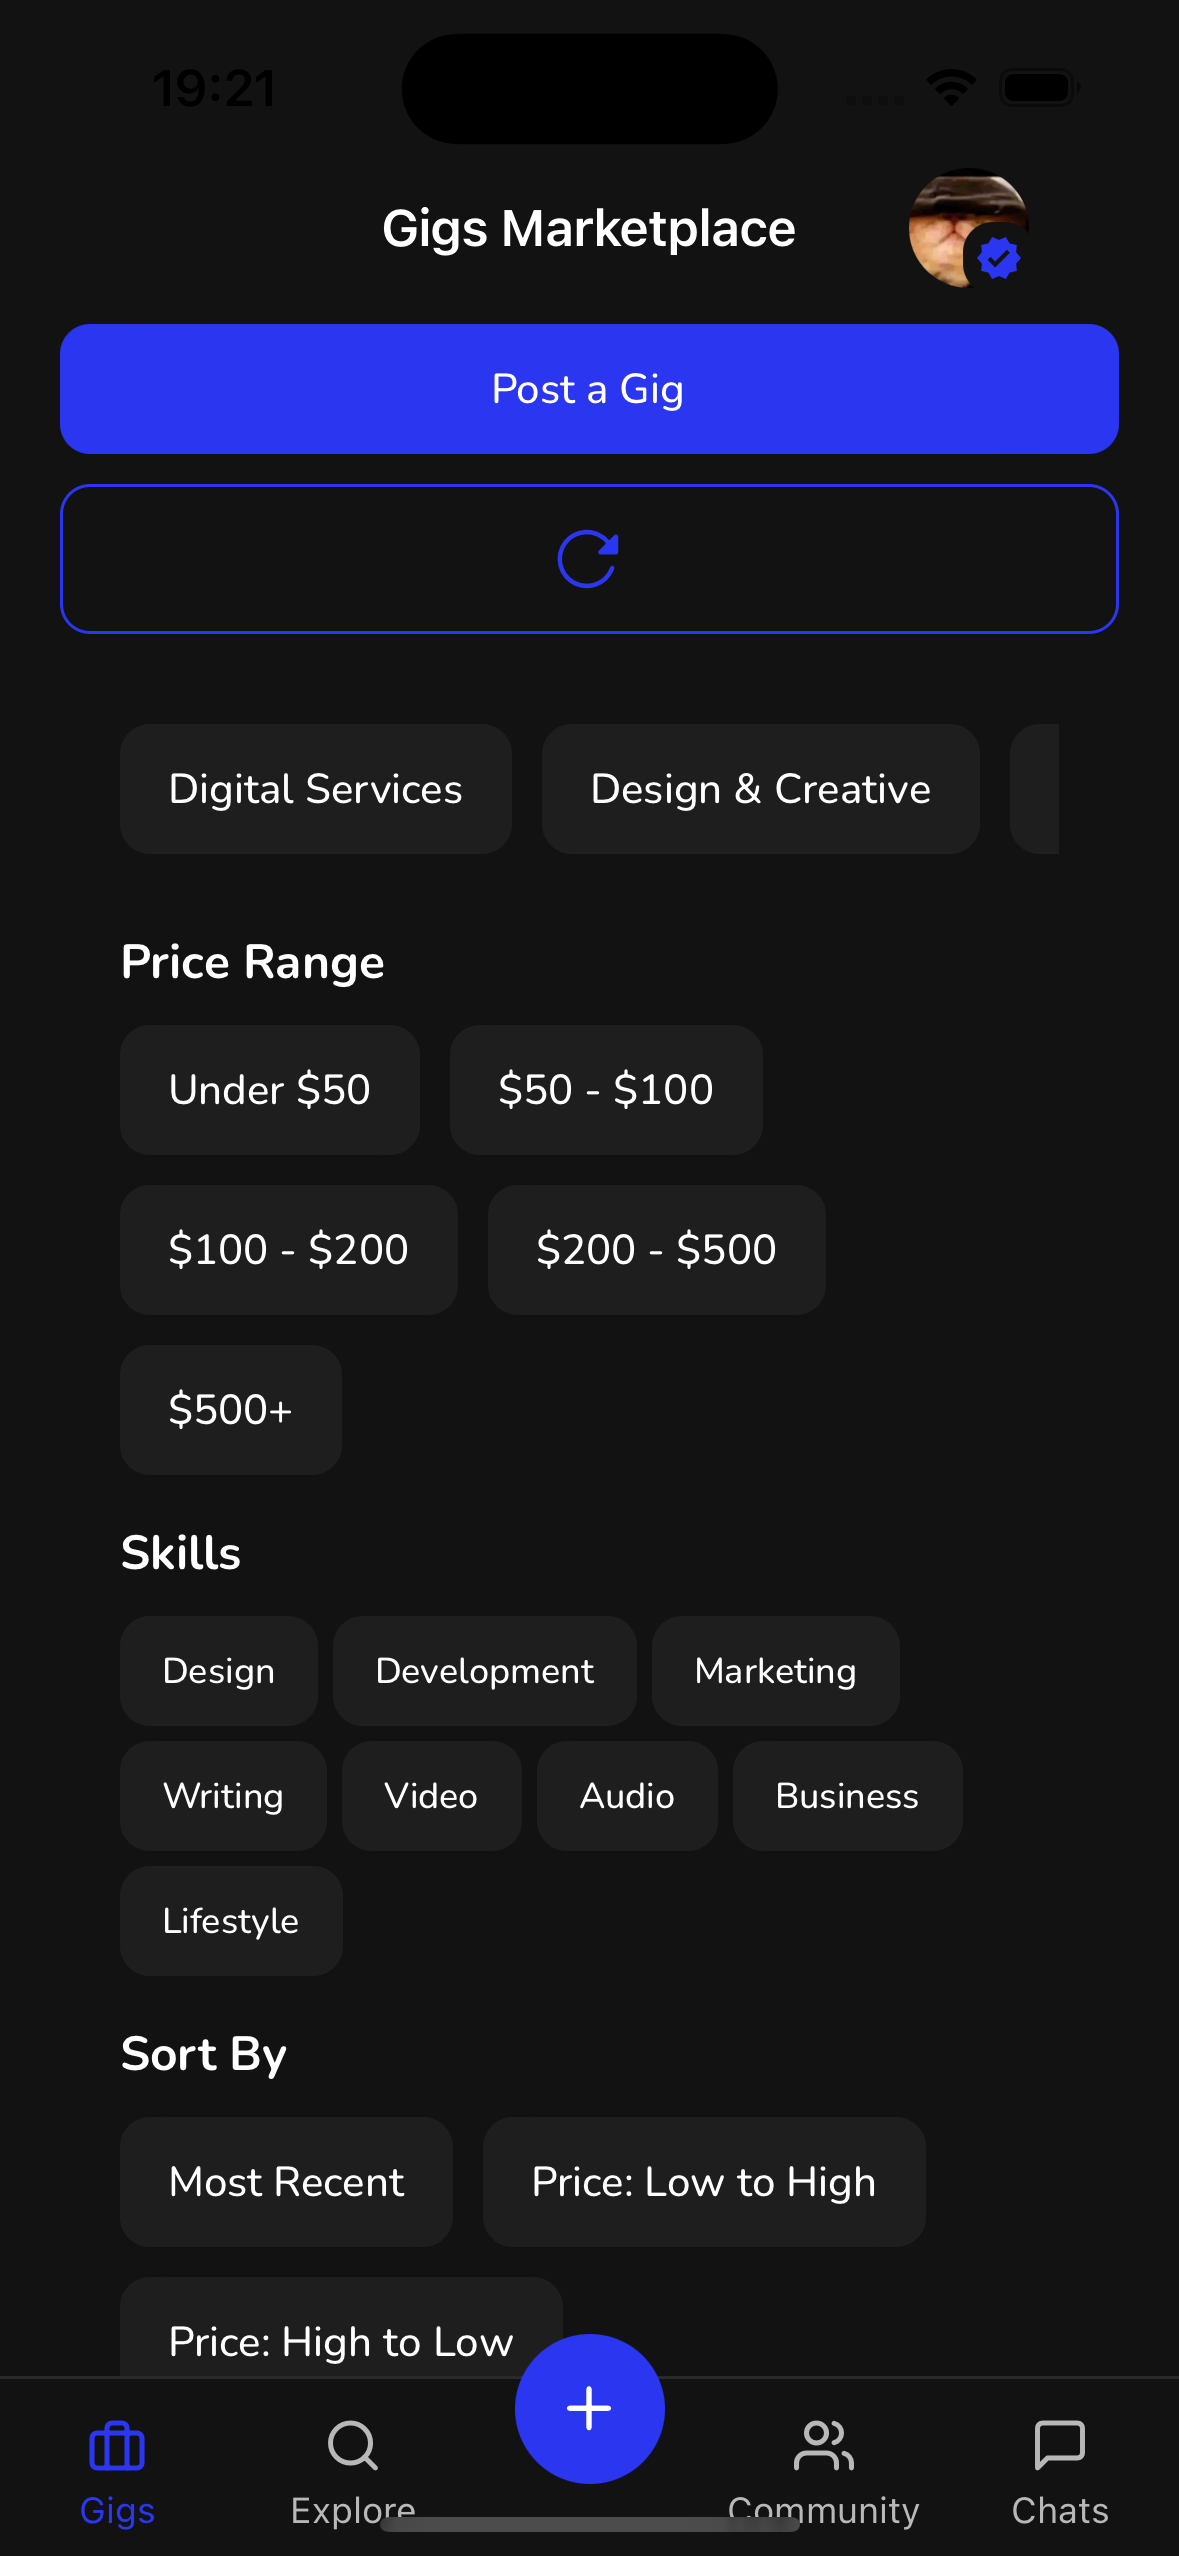 19:21
Gigs Marketplace
Post a Gig
Digital Services
Design & Creative
Price Range
Under $50
$50 - $100
$100 - $200
$200 - $500
$500+
Skills
Design
Development
Marketing
Writing
Video
Audio
Business
Lifestyle
Sort By
Most Recent
Price: Low to High
Price: High to Low
Gigs
Explore
Community
Chats